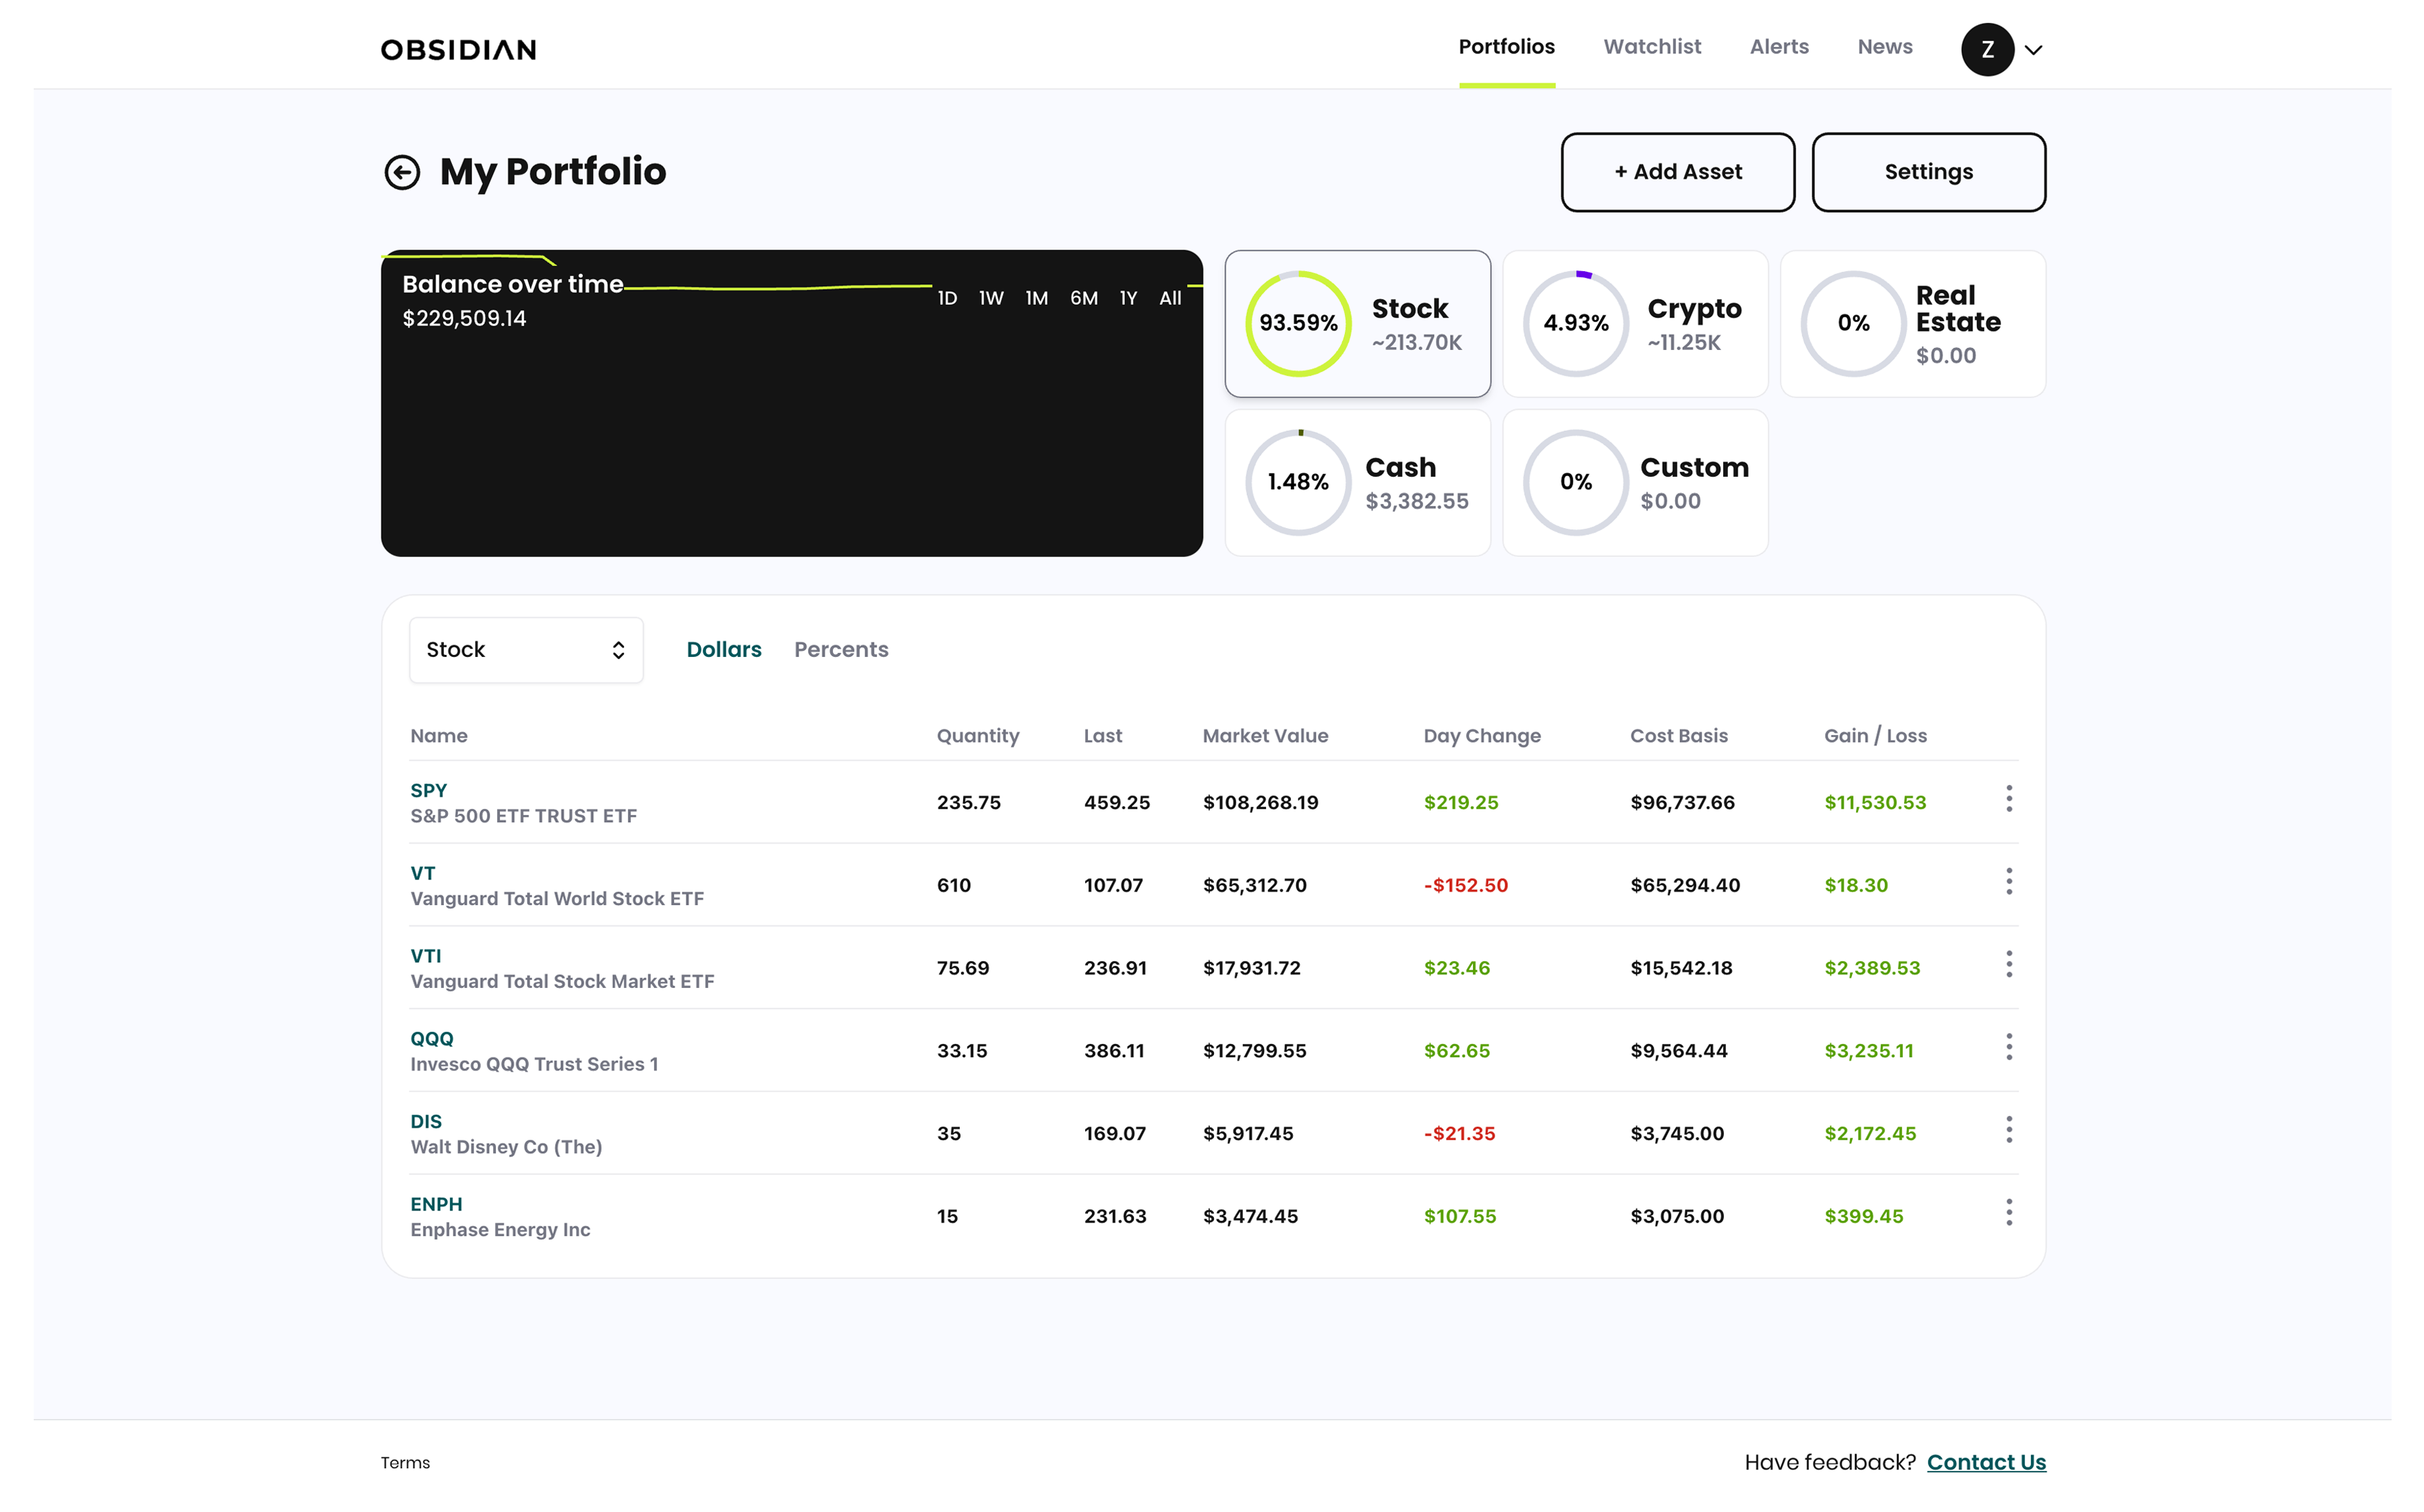 OBSIDIAN
Portfolios Watchlist Alerts News Z
My Portfolio
+ Add Asset Settings
Balance over time
$229,509.14
1D 1W 1M 6M 1Y All
93.59% Stock
~213.70K
4.93% Crypto
~11.25K
0% Real
Estate
$0.00
1.48% Cash
$3,382.55
0% Custom
$0.00
Stock Dollars Percents
Name Quantity Last Market Value Day Change Cost Basis Gain / Loss
SPY
S&P 500 ETF TRUST ETF
235.75 459.25 $108,268.19 $219.25 $96,737.66 $11,530.53
VT
Vanguard Total World Stock ETF
610 107.07 $65,312.70 -$152.50 $65,294.40 $18.30
VTI
Vanguard Total Stock Market ETF
75.69 236.91 $17,931.72 $23.46 $15,542.18 $2,389.53
QQQ
Invesco QQQ Trust Series 1
33.15 386.11 $12,799.55 $62.65 $9,564.44 $3,235.11
DIS
Walt Disney Co (The)
35 169.07 $5,917.45 -$21.35 $3,745.00 $2,172.45
ENPH
Enphase Energy Inc
15 231.63 $3,474.45 $107.55 $3,075.00 $399.45
Terms
Have feedback? Contact Us